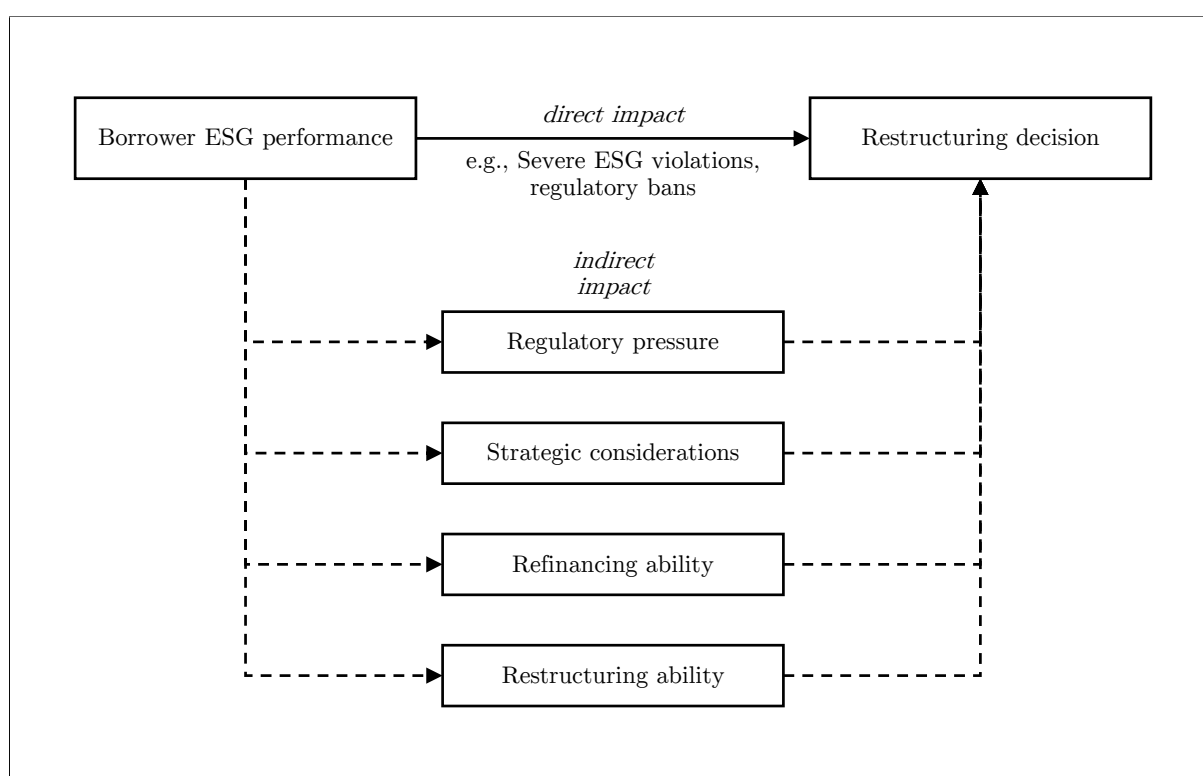 Borrower ESG performance
direct impact
Restructuring decision
e.g., Severe ESG violations,
regulatory bans
indirect
impact
Regulatory pressure
Strategic considerations
Refinancing ability
Restructuring ability